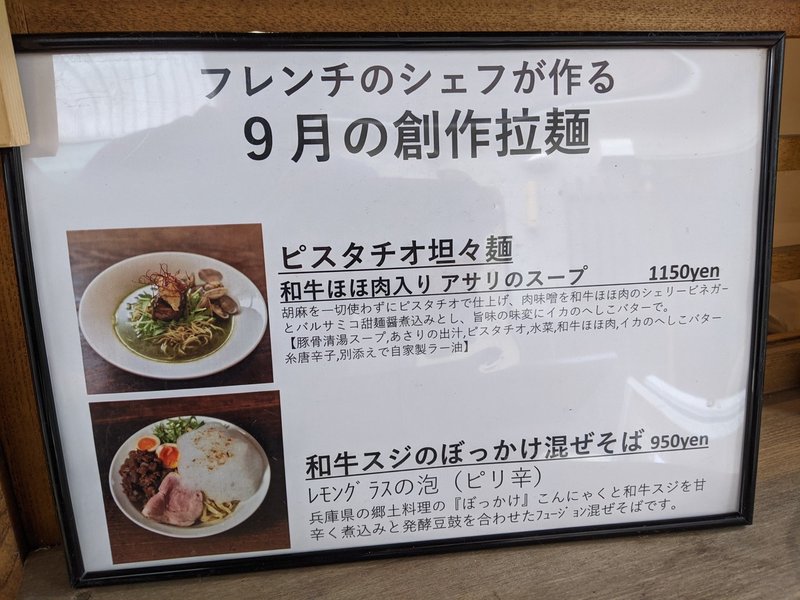 フレンチのシェフが作る
９月の創作拉麺
ピスタチオ坦々麺
和牛ほほ肉入り アサリのスープ 1150yen
胡麻を一切使わずにピスタチオで仕上げ、肉味噌を和牛ほほ肉のシェリービネガー
とバルサミコ甜麺醤煮込みとし、旨味の味変にイカのへしこバターで。
【豚骨清湯スープ,あさりの出汁,ピスタチオ,水菜,和牛ほほ肉,イカのへしこバター
糸唐辛子,別添えで自家製ラー油】
和牛スジのぼっかけ混ぜそば 950yen
ﾚﾓﾝｸﾞﾗｽの泡（ピリ辛）
兵庫県の郷土料理の『ぼっかけ』こんにゃくと和牛スジを甘
辛く煮込みと発酵豆鼓を合わせたﾌｭｰｼﾞｮﾝ混ぜそばです。